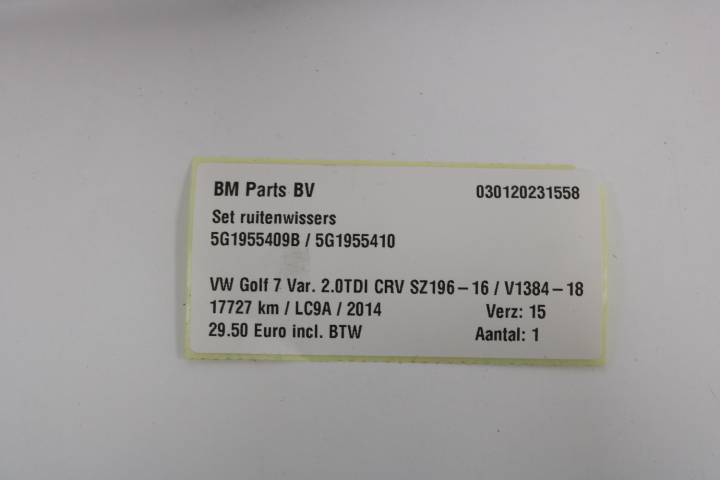 BM Parts BV 030120231558
Set ruitenwissers
5G1955409B / 5G1955410
VW Golf 7 Var. 2.0TDI CRV SZ196-16 / V1384-18
17727 km / LC9A / 2014 Verz: 15
29.50 Euro incl. BTW Aantal: 1